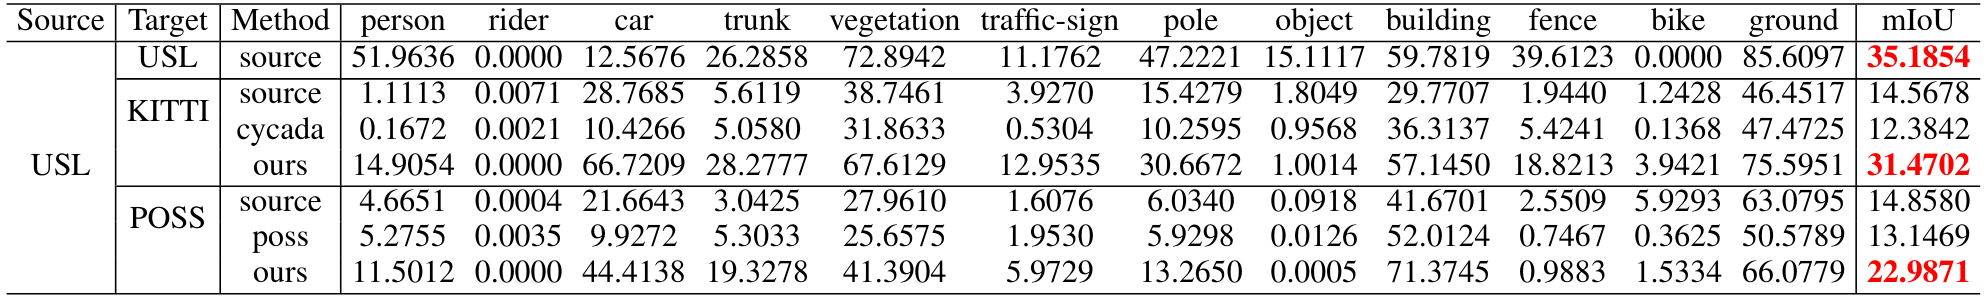 Source Target Method person rider car trunk vegetation traffic-sign pole object building fence bike ground mIoU
USL source 51.9636 0.0000 12.5676 26.2858 72.8942 11.1762 47.2221 15.1117 59.7819 39.6123 0.0000 85.6097 35.1854
source 1.1113 0.0071 28.7685 5.6119 38.7461 3.9270 15.4279 1.8049 29.7707 1.9440 1.2428 46.4517 14.5678
KITTI
cycada 0.1672 0.0021 10.4266 5.0580 31.8633 0.5304 10.2595 0.9568 36.3137 5.4241 0.1368 47.4725 12.3842
USL ours 14.9054 0.0000 66.7209 28.2777 67.6129 12.9535 30.6672 1.0014 57.1450 18.8213 3.9421 75.5951 31.4702
source 4.6651 0.0004 21.6643 3.0425 27.9610 1.6076 6.0340 0.0918 41.6701 2.5509 5.9293 63.0795 14.8580
POSS
poss 5.2755 0.0035 9.9272 5.3033 25.6575 1.9530 5.9298 0.0126 52.0124 0.7467 0.3625 50.5789 13.1469
ours 11.5012 0.0000 44.4138 19.3278 41.3904 5.9729 13.2650 0.0005 71.3745 0.9883 1.5334 66.0779 22.9871